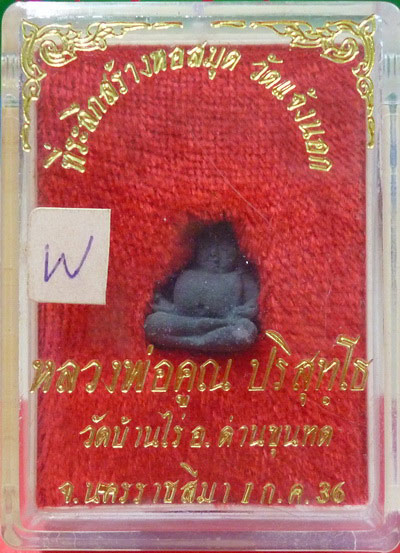 ที่ระลึกสร้างหอสมุด วัดแจ้งนอก
พ
หลวงพ่อคูณ ปริสุทฺโธ
วัดบ้านไร่ อ.ด่านขุนทด
จ.นครราชสีมา 1 ก.ค.36